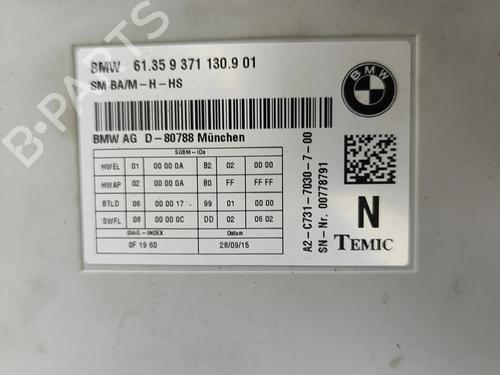 BMW 61.35 9 371 130.9 01
SM BA/M-H-HS
BMW
BMW AG D-80788 München
SGBM-IDs
HWEL 01 00 00 0A B2 02 00 00
HWAP 02 00 00 0A B0 FF FF FF
BTLD 06 00 00 17 99 01 00 00
SWFL 08 00 00 0C DD 02 06 02
DIAG.-INDEX Datum
0F 19 60 28/09/15
A2-C731-7030-7-00
SN-Nr. 00778791
N
TEMIC
B-PARTS